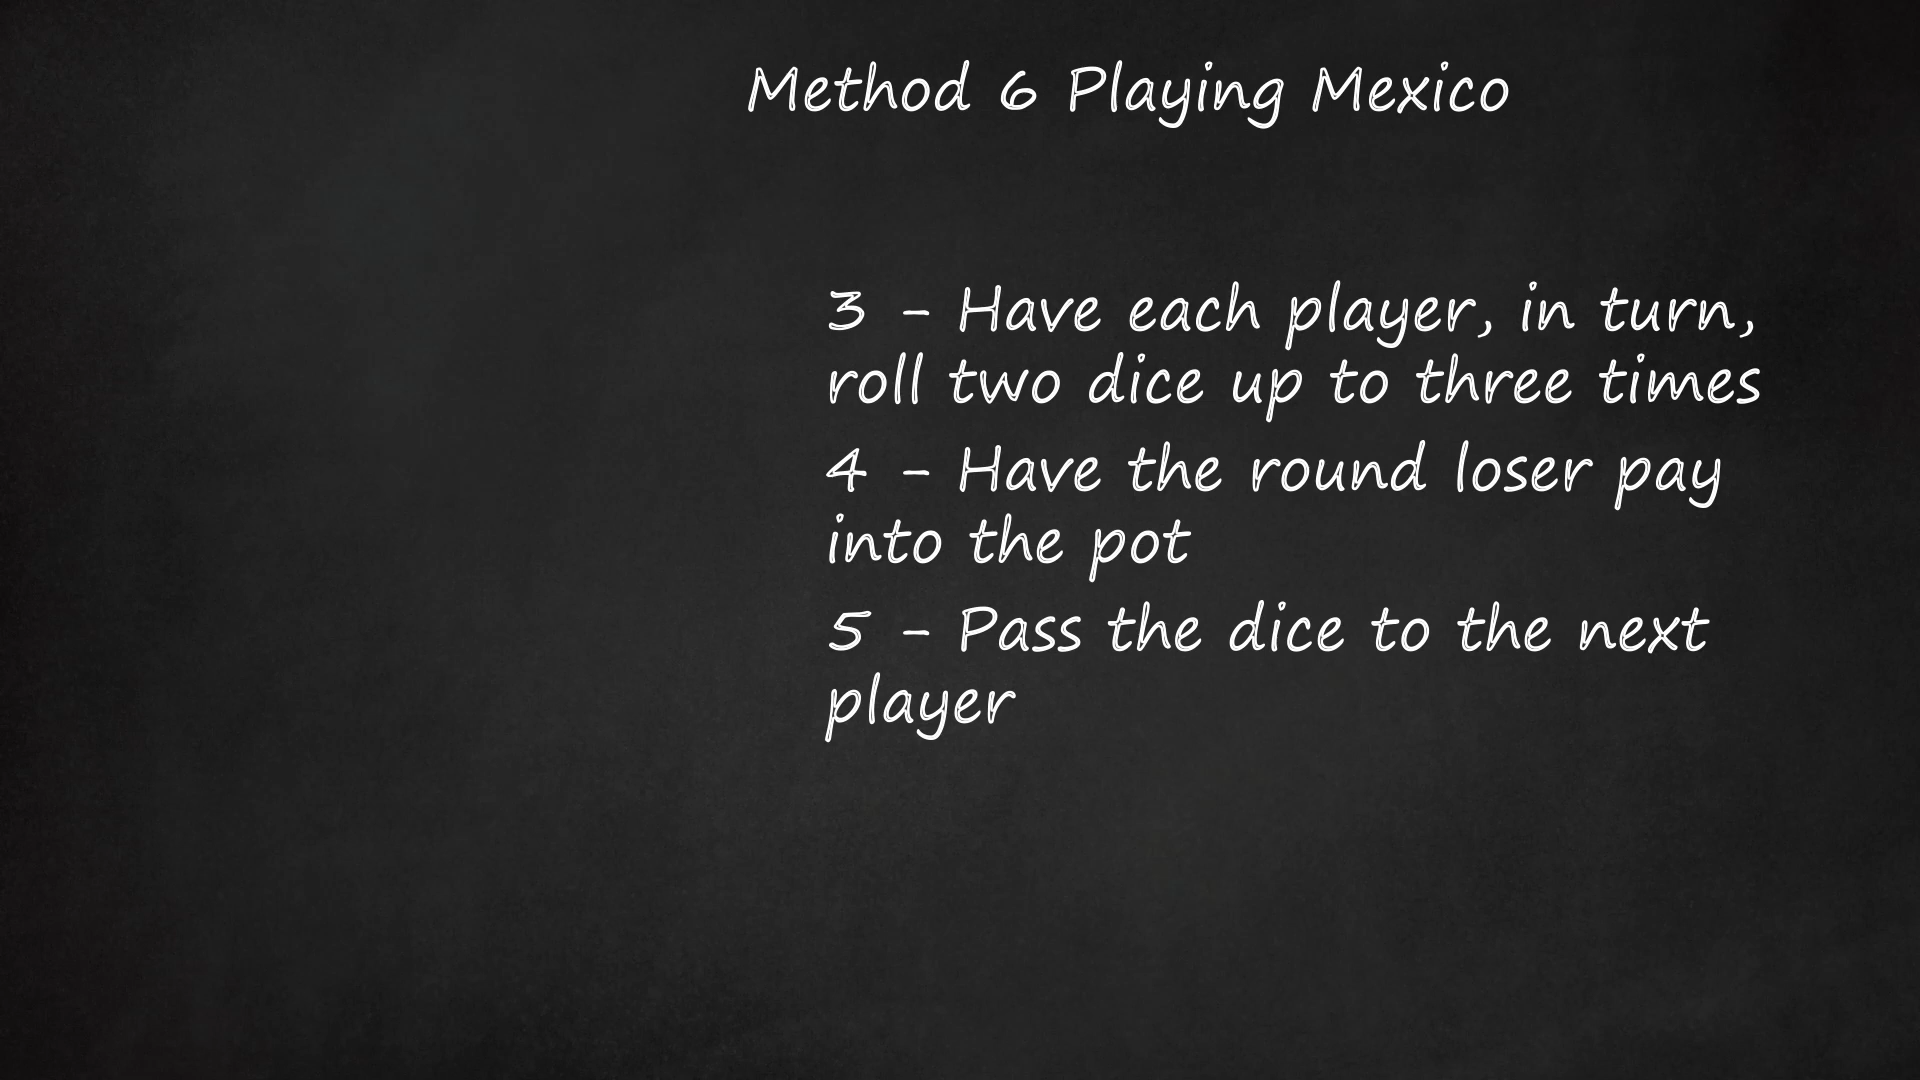 Method 6 Playing Mexico
3 - Have each player, in turn,
roll two dice up to three times
4 - Have the round loser pay
into the pot
5 - Pass the dice to the next
player